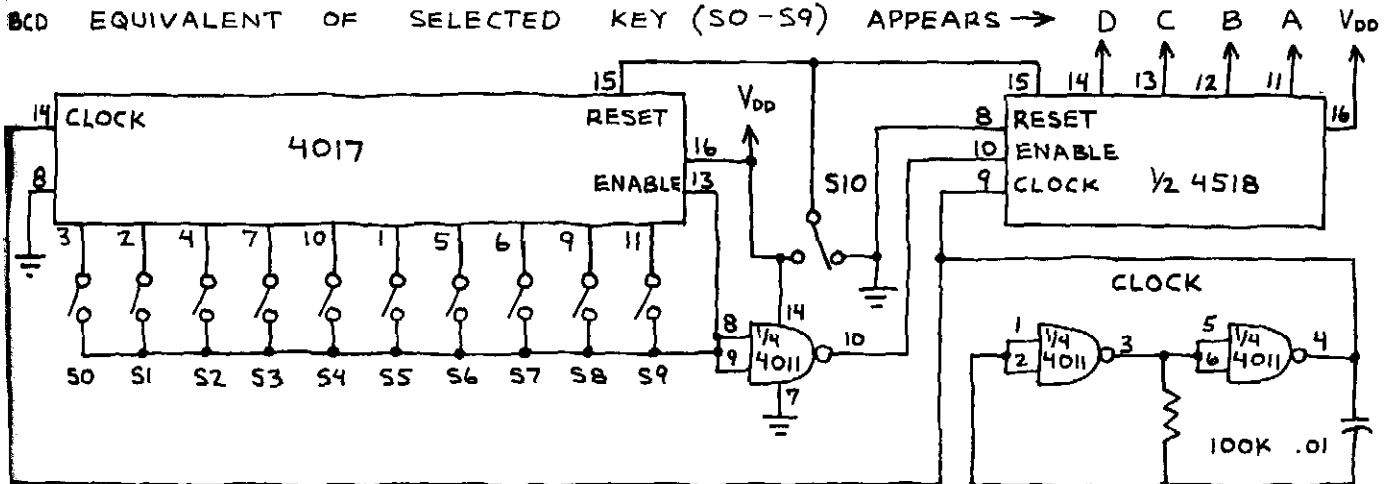 BCD EQUIVALENT OF SELECTED KEY (S0-S9) APPEARS → D C B A VDD
15 15 14 13 12 11
14 CLOCK RESET VDD 8 RESET 16
4017 16 10 ENABLE
8 ENABLE 13 S10 9 CLOCK ½ 4518
3 2 4 7 10 1 5 6 9 11
CLOCK
14
8 1/4 10 1 1/4 3 5 1/4 4
9 4011 2 4011 6 4011
S0 S1 S2 S3 S4 S5 S6 S7 S8 S9
7
100K .01